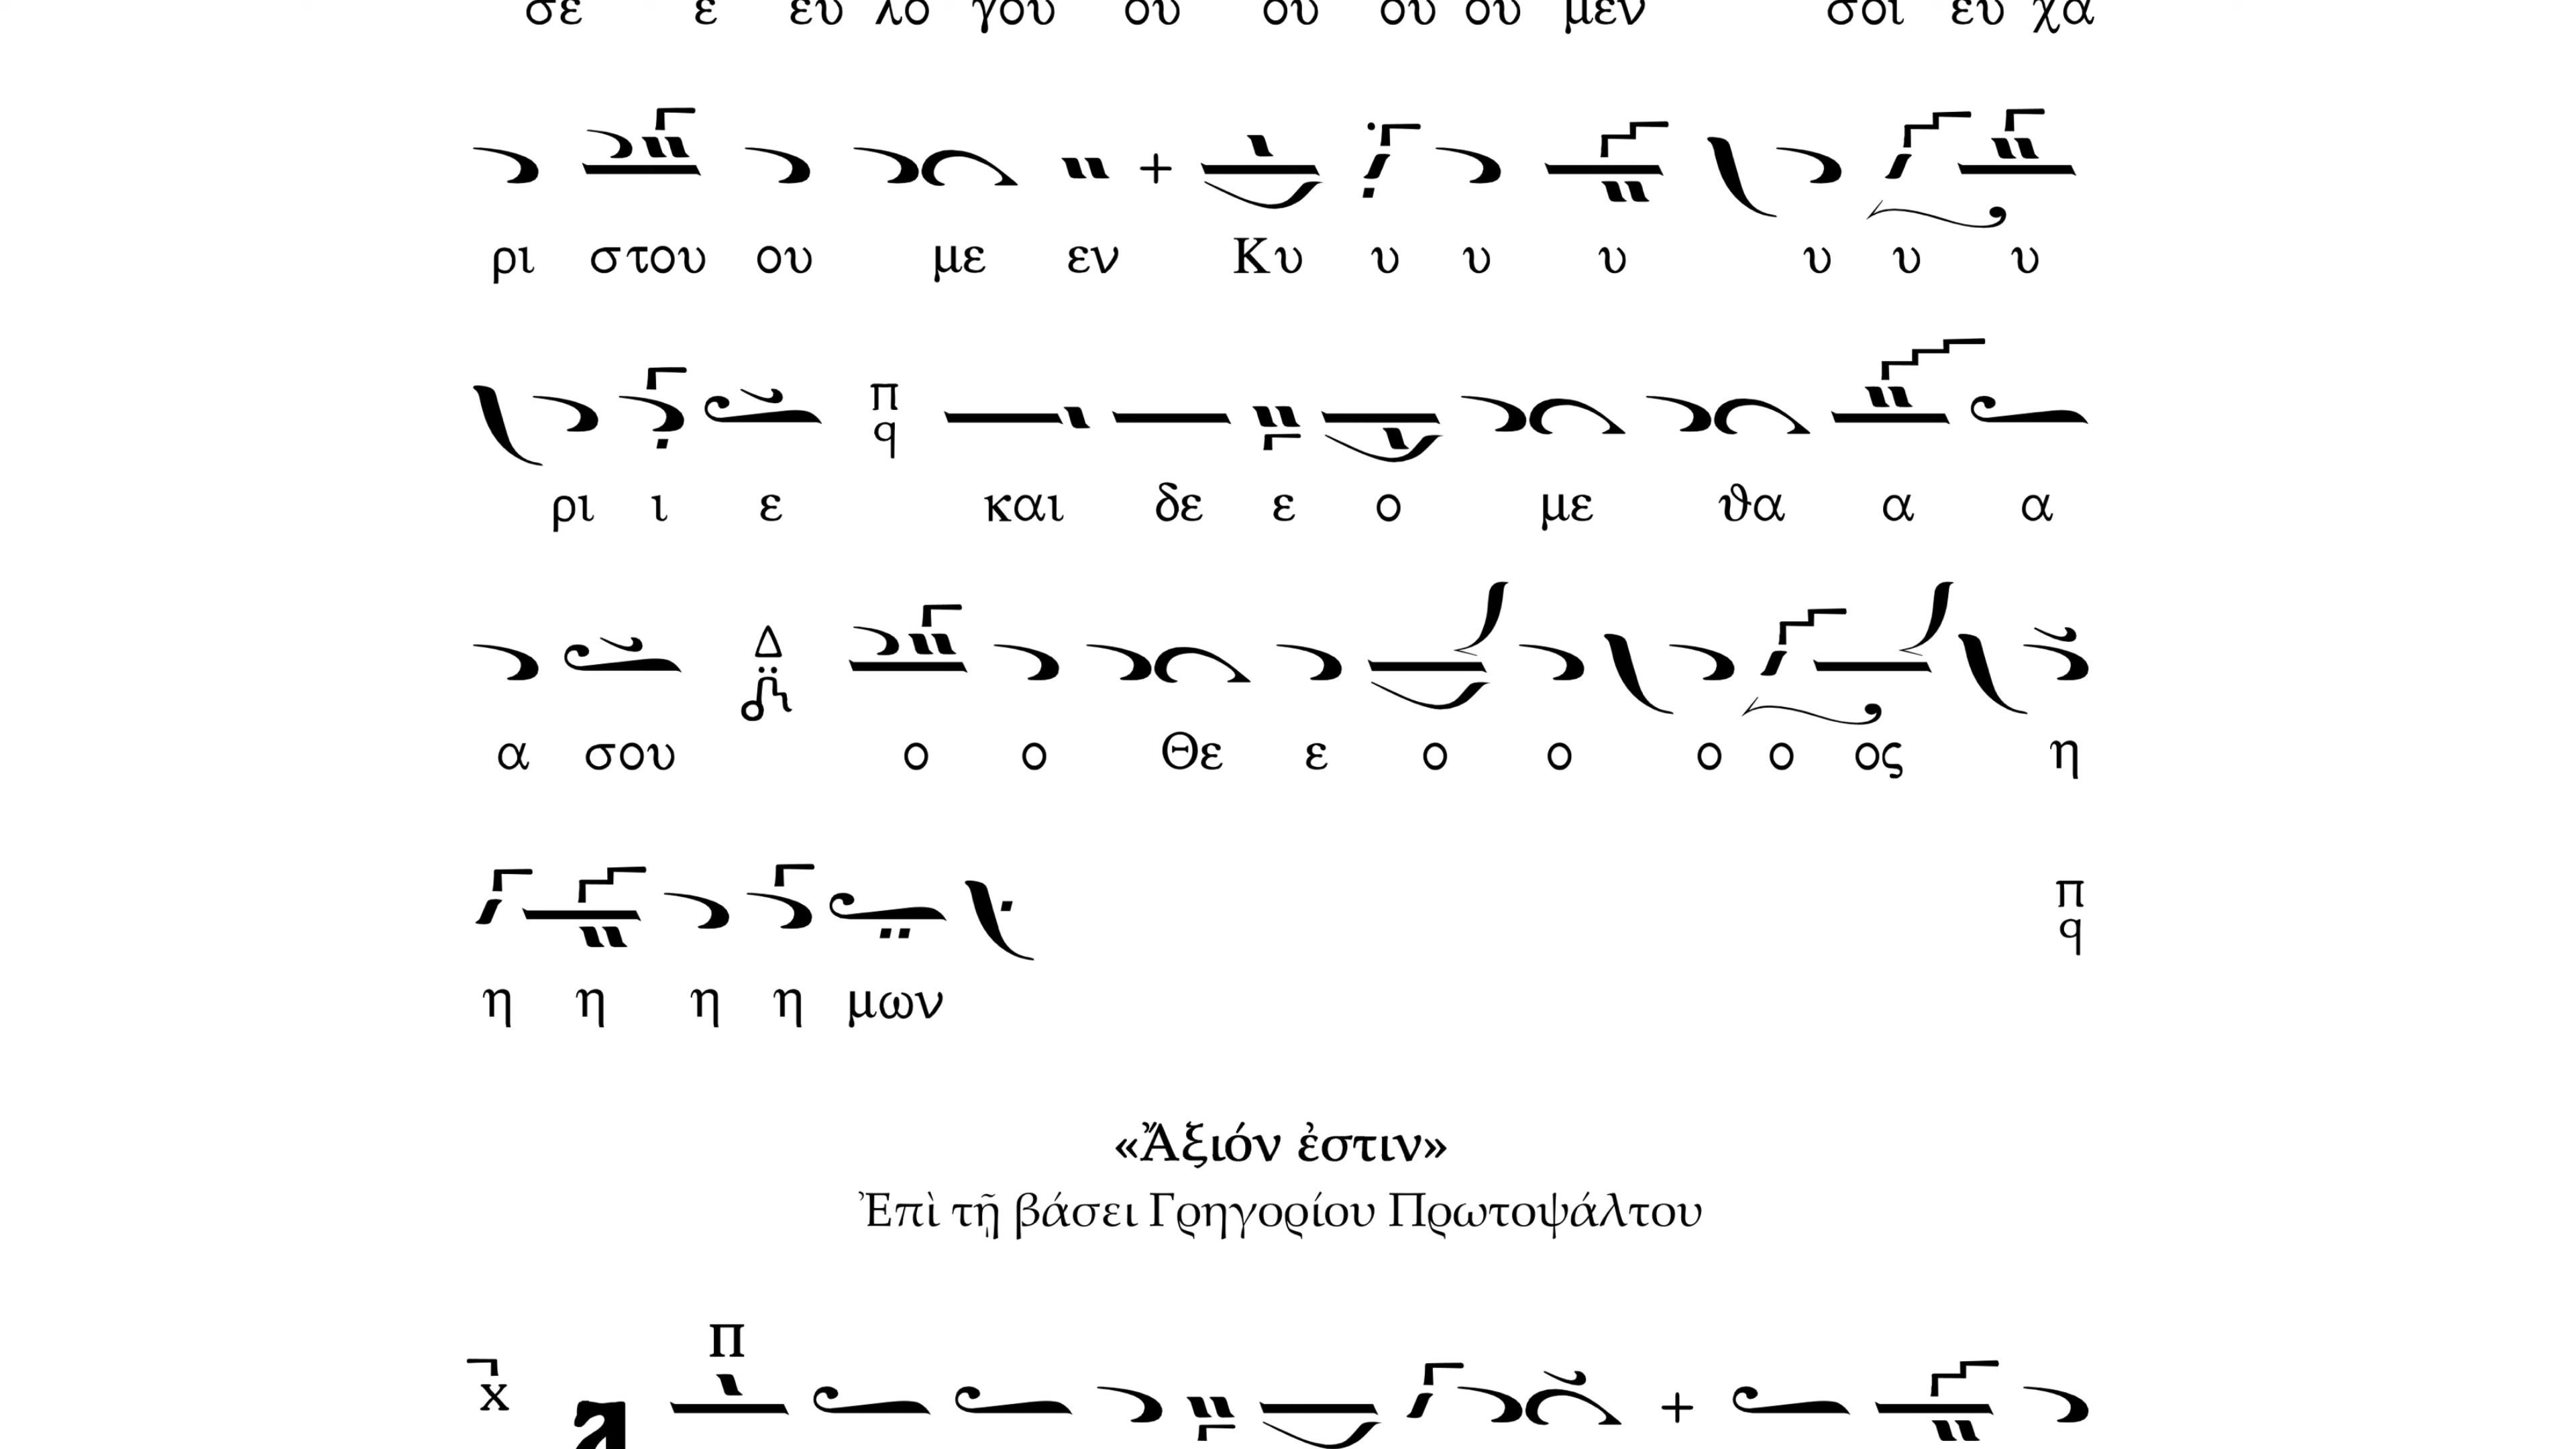 σε ε ευ λο γου ου ου ου ου μεν σοι ευ χα
ρι στου ου με εν Κυ υ υ υ υ υ υ
ρι ι ε π q και δε ε ο με θα α α
α σου Δ ο ο Θε ε ο ο ο ο ος η
η η η η μων π q
«Ἄξιόν ἐστιν»
Ἐπὶ τῇ βάσει Γρηγορίου Πρωτοψάλτου
Π
χ